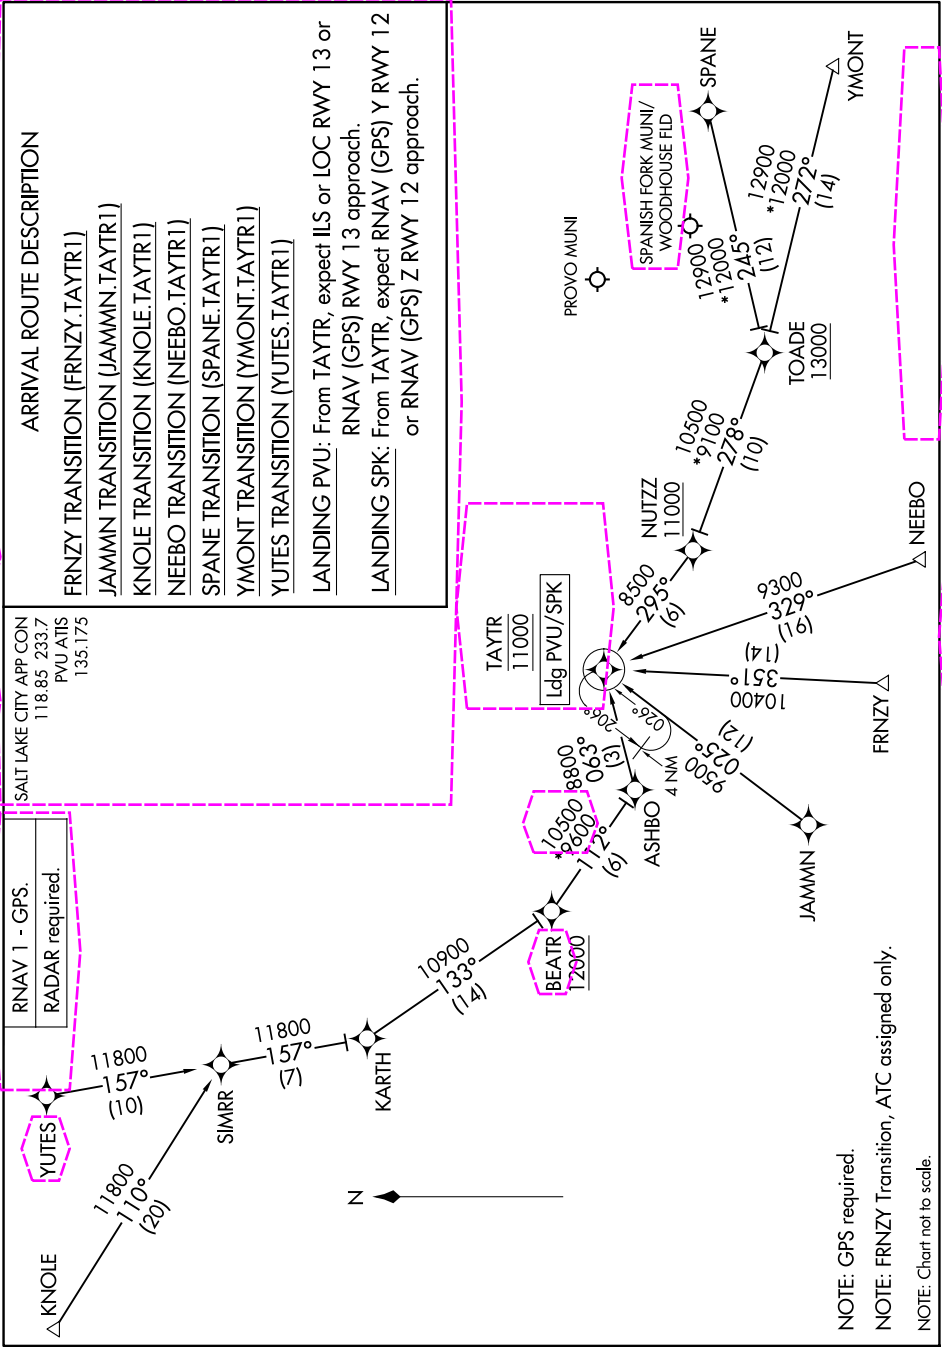 RNAV 1 - GPS.
RADAR required.
SALT LAKE CITY APP CON
118.85 233.7
PVU ATIS
135.175
ARRIVAL ROUTE DESCRIPTION
FRNZY TRANSITION (FRNZY.TAYTR1)
JAMMN TRANSITION (JAMMN.TAYTR1)
KNOLE TRANSITION (KNOLE.TAYTR1)
NEEBO TRANSITION (NEEBO.TAYTR1)
SPANE TRANSITION (SPANE.TAYTR1)
YMONT TRANSITION (YMONT.TAYTR1)
YUTES TRANSITION (YUTES.TAYTR1)
LANDING PVU: From TAYTR, expect ILS or LOC RWY 13 or
RNAV (GPS) RWY 13 approach.
LANDING SPK: From TAYTR, expect RNAV (GPS) Y RWY 12
or RNAV (GPS) Z RWY 12 approach.
KNOLE
11800
110°
(20)
YUTES
11800
157°
(10)
SIMRR
11800
157°
(7)
KARTH
10900
133°
(14)
BEATR
12000
10500
*9600
112°
(6)
ASHBO
8800
063°
(3)
4 NM
206°
026°
TAYTR
11000
Ldg PVU/SPK
JAMMN
9500
025°
(12)
FRNZY
10400
351°
(14)
NEEBO
9300
329°
(19)
8500
295°
(6)
NUTZZ
11000
10500
*9100
278°
(10)
TOADE
13000
12900
*12000
245°
(12)
SPANE
12900
*12000
272°
(14)
YMONT
PROVO MUNI
SPANISH FORK MUNI/
WOODHOUSE FLD
N
NOTE: GPS required.
NOTE: FRNZY Transition, ATC assigned only.
NOTE: Chart not to scale.